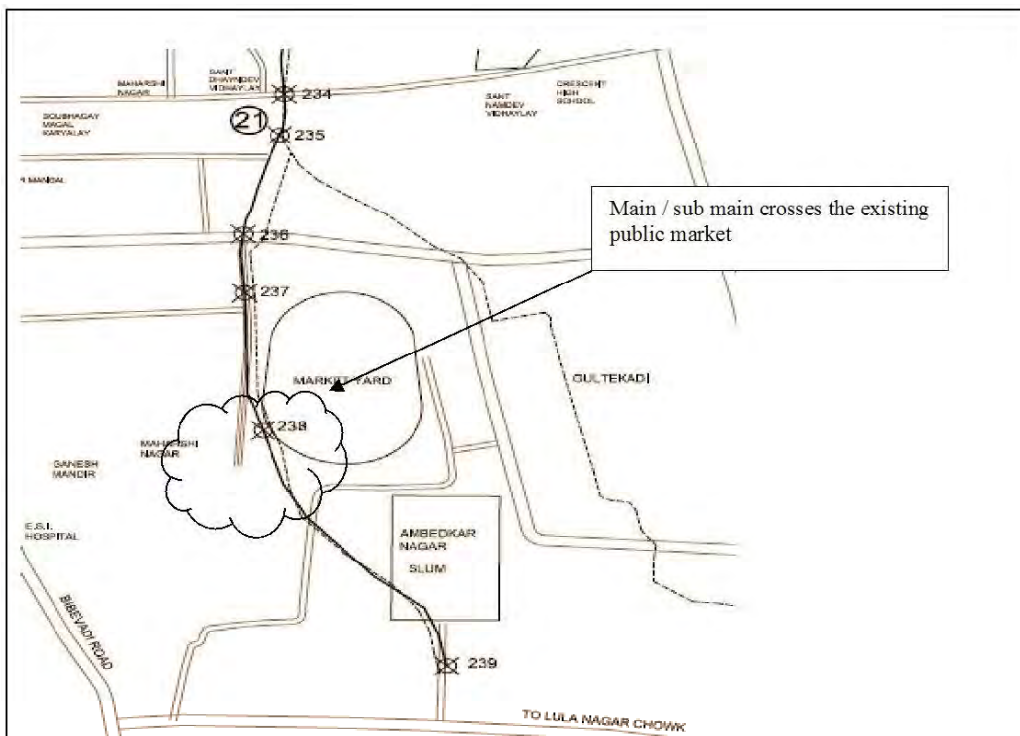 MAHARSHI
NAGAR
SANT
DHAYNDEV
VIDHAYLAY
234
SANT
NAMDEV
VIDHAYLAY
CRESCENT
HIGH
SCHOOL
SOUBHAGAY
MAGAL
KARYALAY
21
235
MANGAL
Main / sub main crosses the existing
public market
236
237
MARKET YARD
GULTEKADI
238
MAHARSHI
NAGAR
GANESH
MANDIR
E.S.I.
HOSPITAL
AMBEDKAR
NAGAR
SLUM
BIBEVADI ROAD
239
TO LULA NAGAR CHOWK